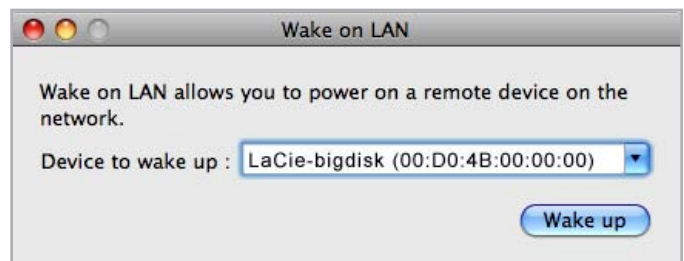 Wake on LAN
Wake on LAN allows you to power on a remote device on the
network.
Device to wake up : LaCie-bigdisk (00:D0:4B:00:00:00)
Wake up